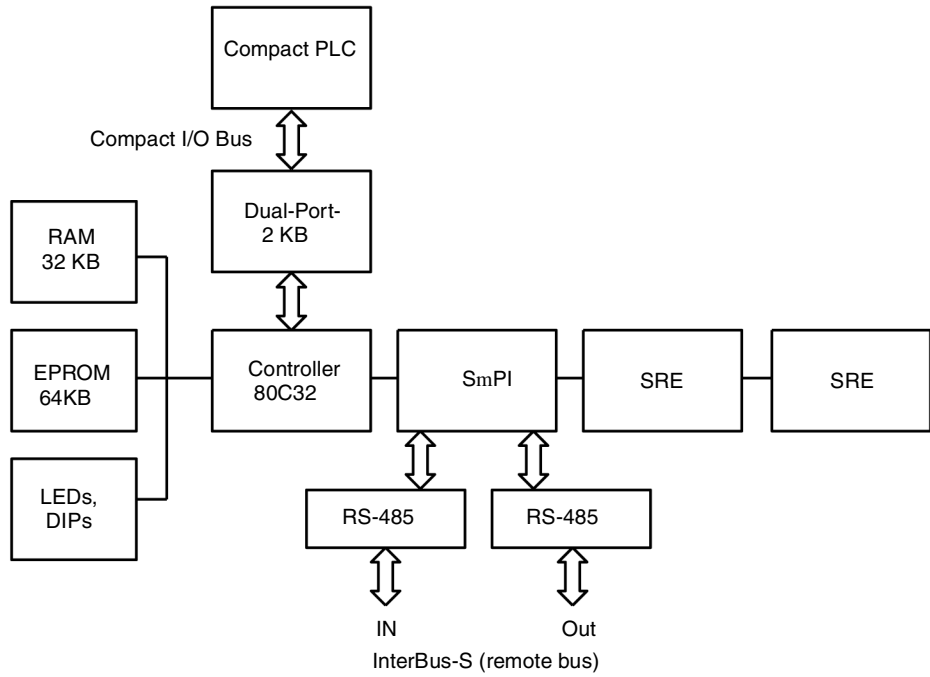 Compact PLC
Compact I/O Bus
Dual-Port-
2 KB
RAM
32 KB
EPROM
64KB
LEDs,
DIPs
Controller
80C32
SmPI
SRE
SRE
RS-485
RS-485
IN
Out
InterBus-S (remote bus)